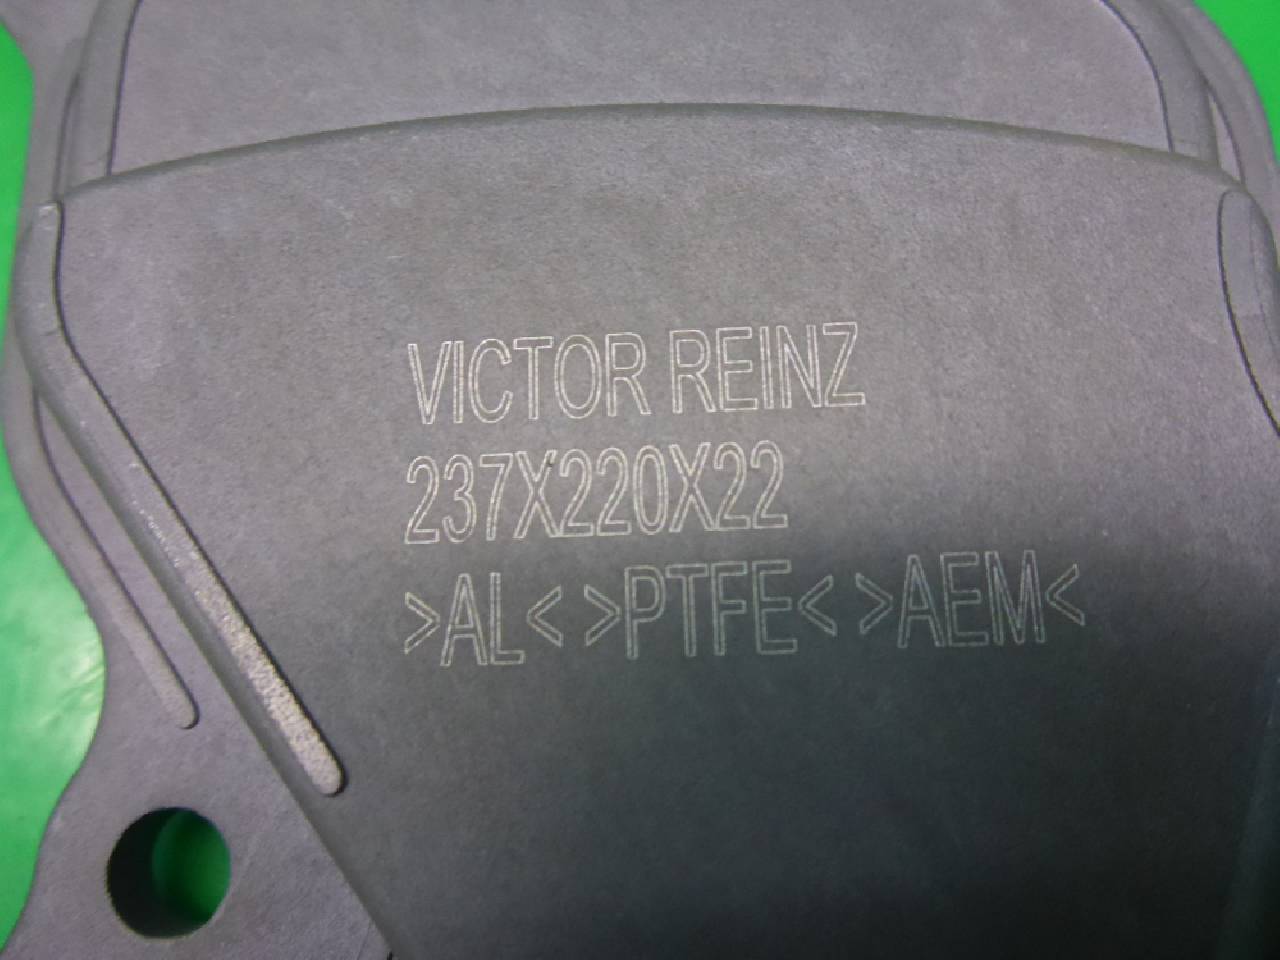 VICTOR REINZ
237X220X22
>AL< >PTFE< >AEM<